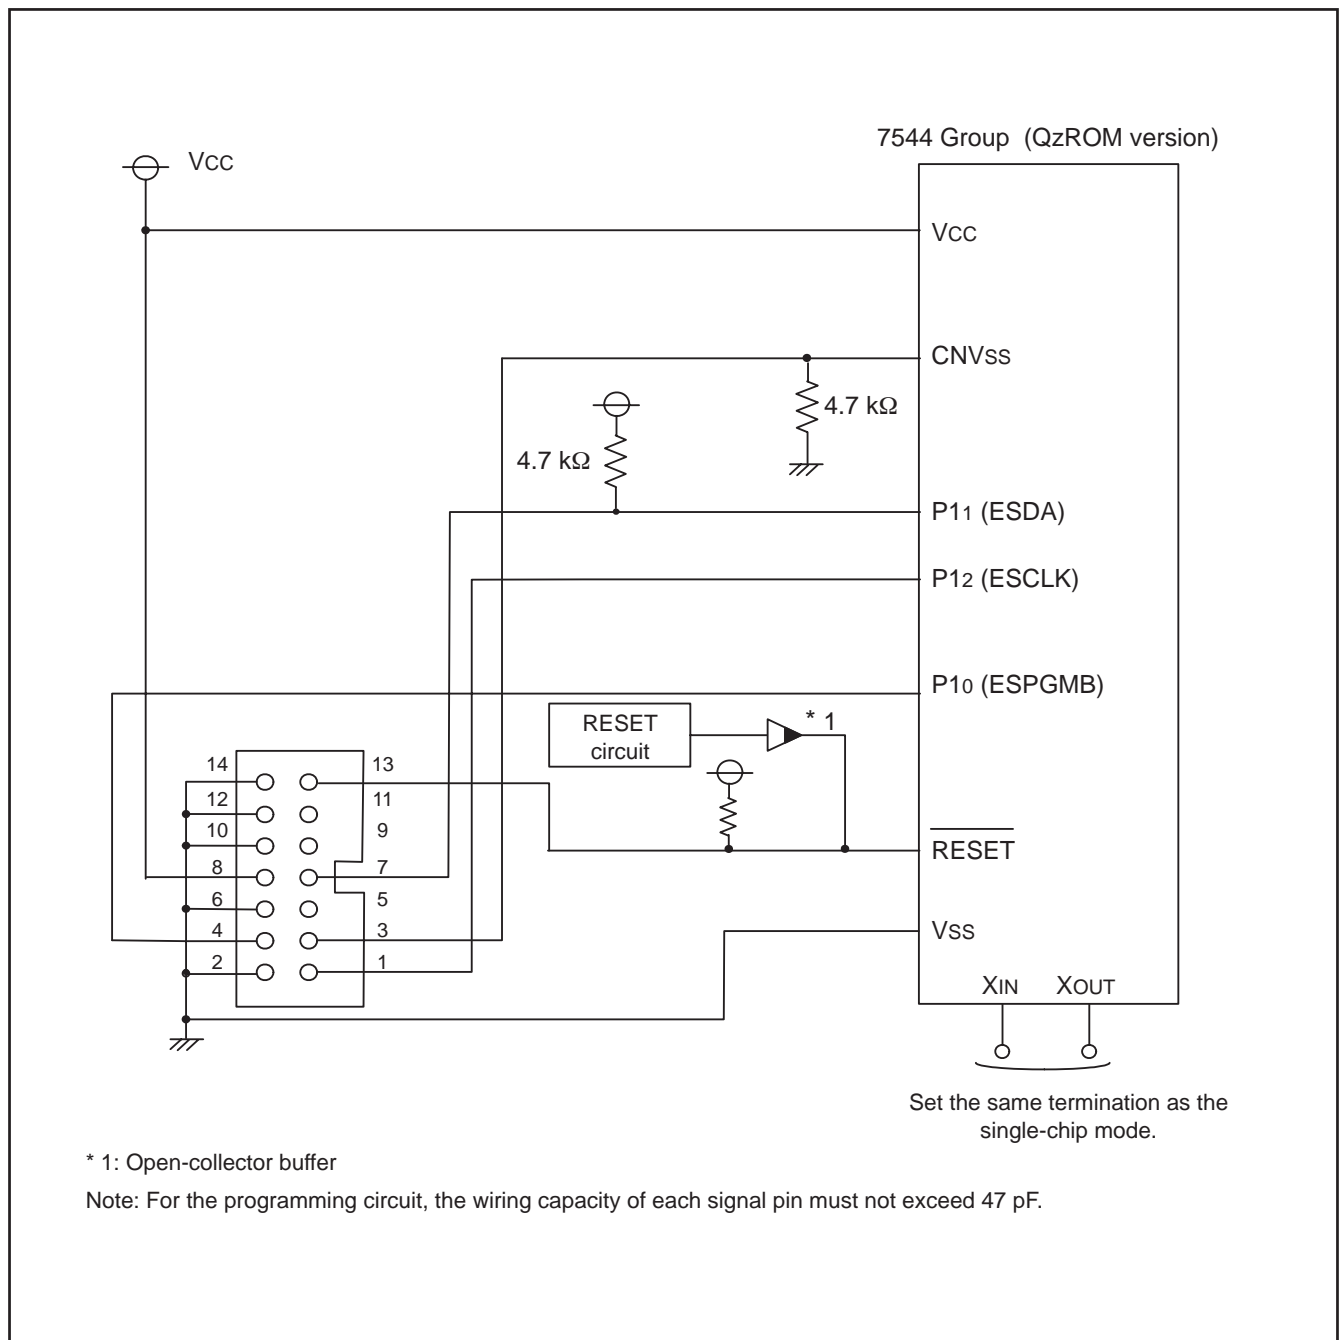 7544 Group (QzROM version)
VCC
VCC
CNVSS
4.7 kΩ
4.7 kΩ
P11 (ESDA)
P12 (ESCLK)
P10 (ESPGMB)
RESET
circuit
* 1
14
13
12
11
10
9
8
7
6
5
4
3
2
1
RESET
VSS
XIN XOUT
Set the same termination as the
single-chip mode.
* 1: Open-collector buffer
Note: For the programming circuit, the wiring capacity of each signal pin must not exceed 47 pF.